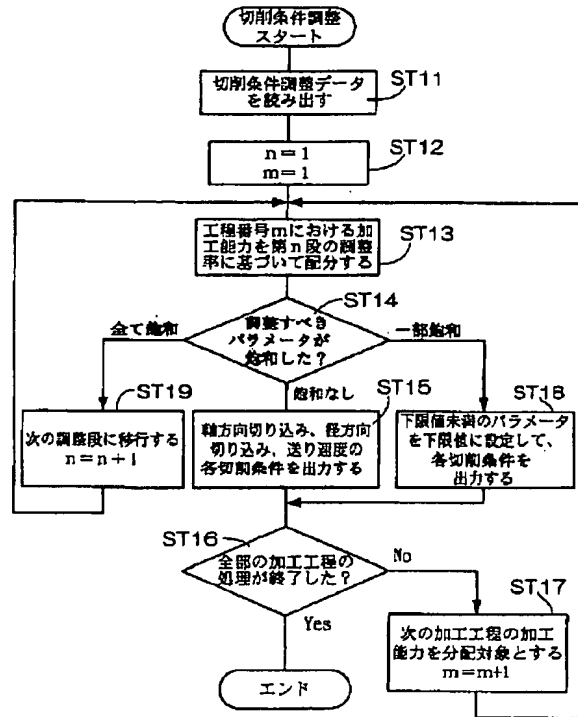 切削条件調整
スタート
切削条件調整データ
を読み出す
ST11
n=1
m=1
ST12
工程番号mにおける加
工能力を第n段の調整
率に基づいて配分する
ST13
調整すべき
パラメータが
飽和した？
ST14
全て飽和
一部飽和
飽和なし
ST19
次の調整段に移行する
n=n+1
ST15
軸方向切り込み、径方向
切り込み、送り速度の
各切削条件を出力する
ST18
下限値未満のパラメータ
を下限値に設定して、
各切削条件を
出力する
ST16
全部の加工工程の
処理が終了した？
No
Yes
ST17
次の加工工程の加工
能力を分配対象とする
m=m+1
エンド